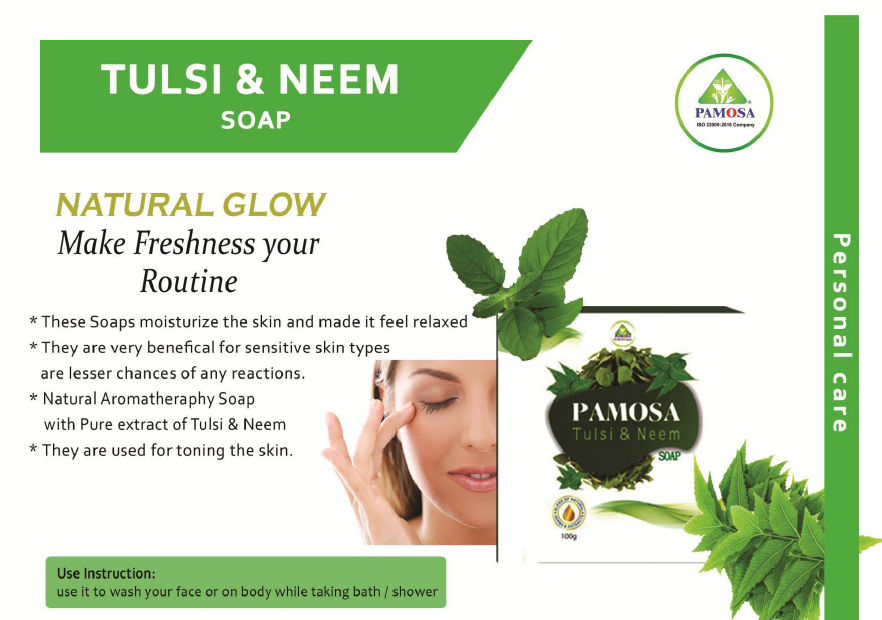 TULSI & NEEM
SOAP
PAMOSA
ISO 22000:2018 Company
NATURAL GLOW
Make Freshness your
Routine
* These Soaps moisturize the skin and made it feel relaxed
* They are very benefical for sensitive skin types
are lesser chances of any reactions.
* Natural Aromatheraphy Soap
with Pure extract of Tulsi & Neem
* They are used for toning the skin.
PAMOSA
Tulsi & Neem
SOAP
100g
Use Instruction:
use it to wash your face or on body while taking bath / shower
Personal care